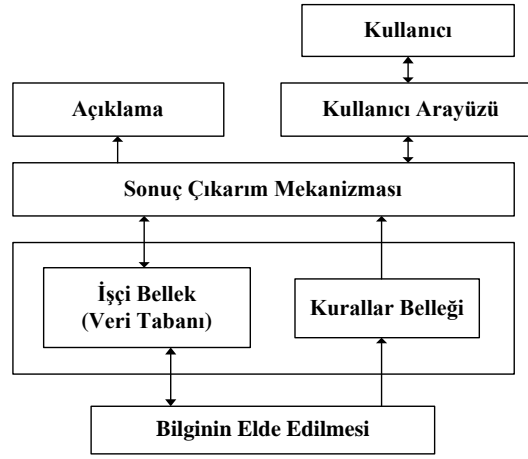 Kullanıcı
Açıklama
Kullanıcı Arayüzü
Sonuç Çıkarım Mekanizması
İşçi Bellek
(Veri Tabanı)
Kurallar Belleği
Bilginin Elde Edilmesi